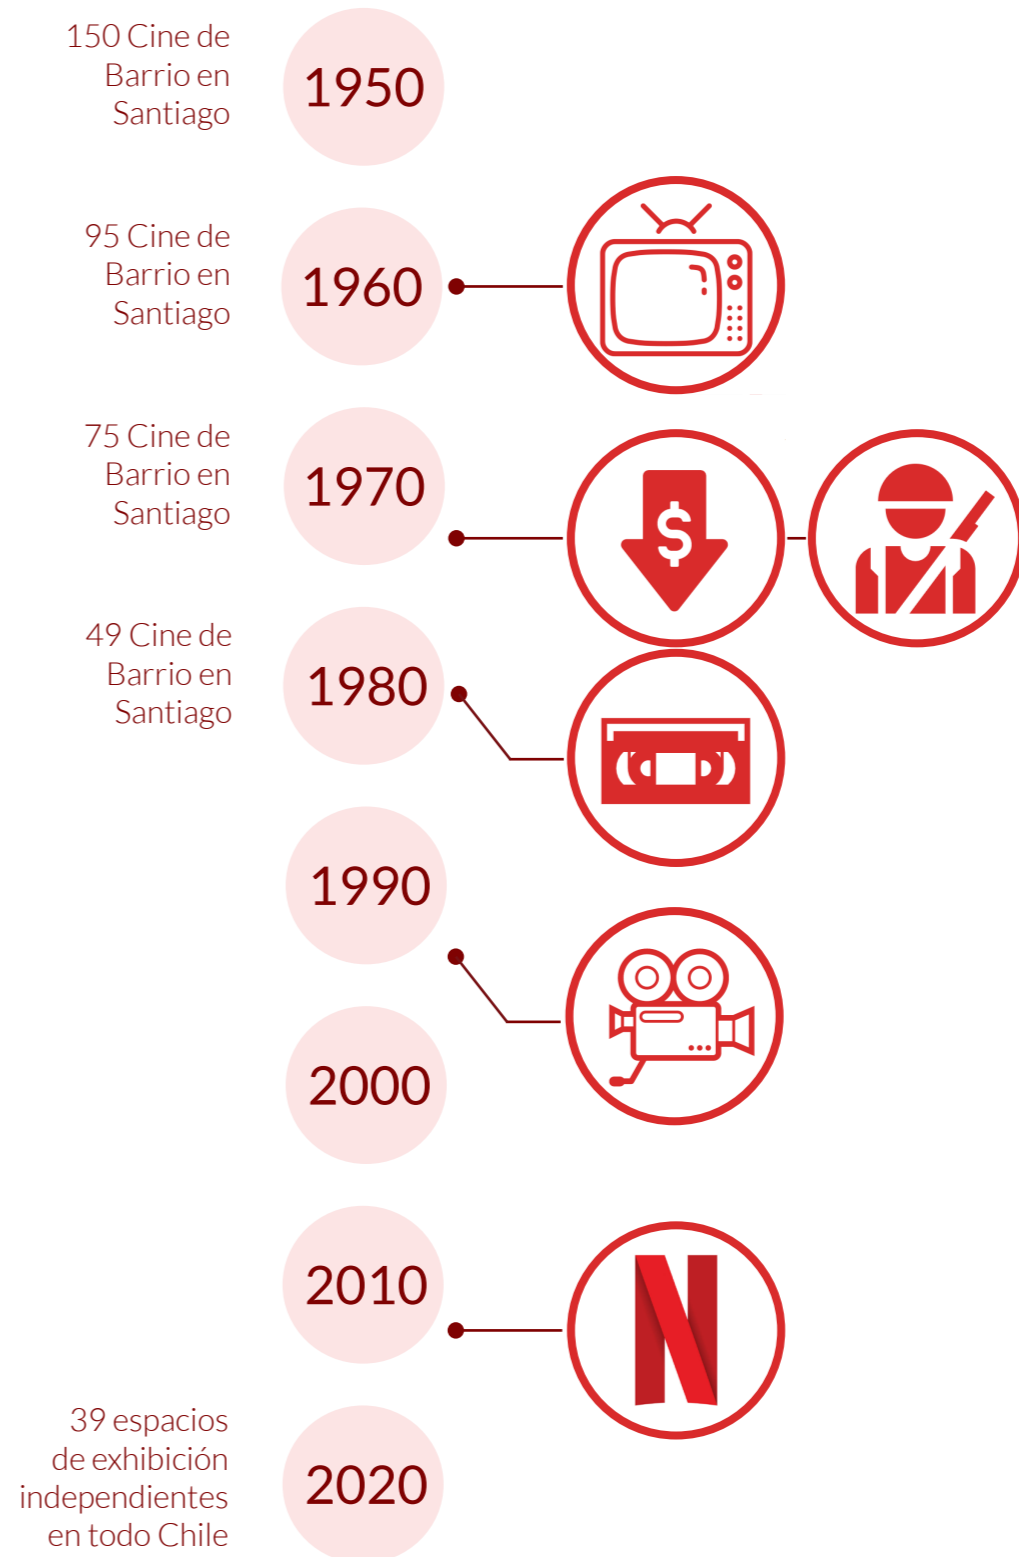 150 Cine de
Barrio en
Santiago
1950
95 Cine de
Barrio en
Santiago
1960
75 Cine de
Barrio en
Santiago
1970
$
49 Cine de
Barrio en
Santiago
1980
1990
2000
2010
N
39 espacios
de exhibición
independientes
en todo Chile
2020